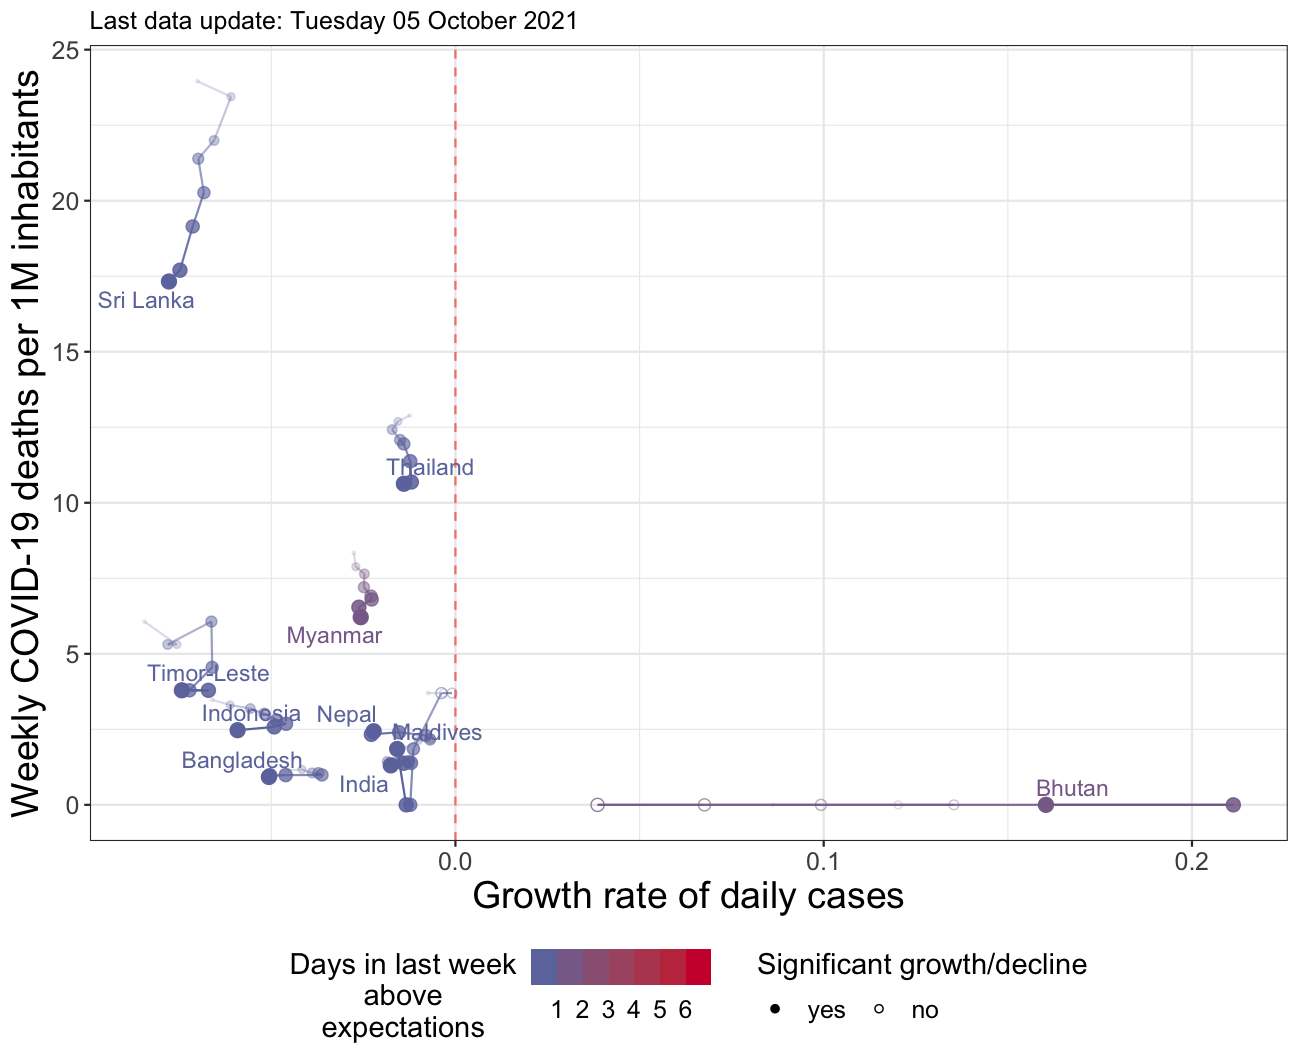 Last data update: Tuesday 05 October 2021
Weekly COVID-19 deaths per 1M inhabitants
25
20
15
10
5
0
Sri Lanka
Thailand
Myanmar
Timor-Leste
Indonesia
Nepal
Maldives
Bangladesh
India
Bhutan
0.0
0.1
0.2
Growth rate of daily cases
Days in last week
above
expectations
1 2 3 4 5 6
Significant growth/decline
yes
no